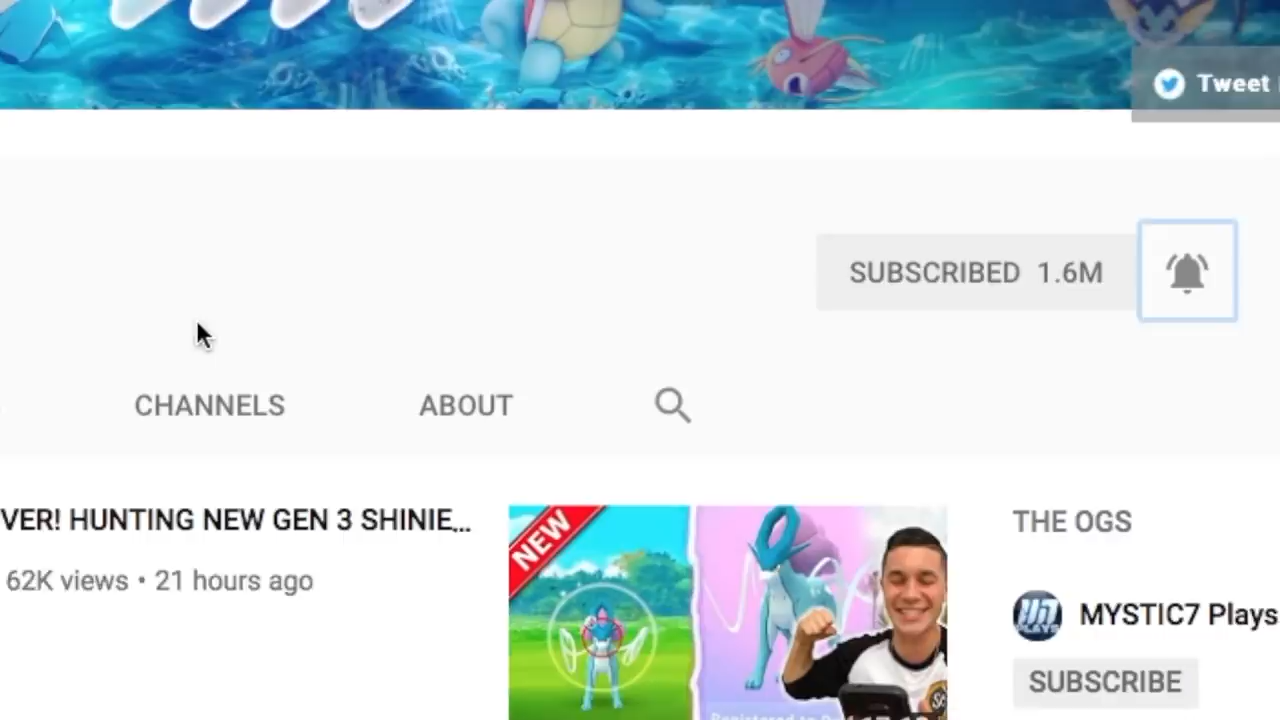 Tweet
SUBSCRIBED 1.6M
CHANNELS
ABOUT
VER! HUNTING NEW GEN 3 SHINIE...
62K views • 21 hours ago
NEW
THE OGS
MYSTIC7 Plays
SUBSCRIBE